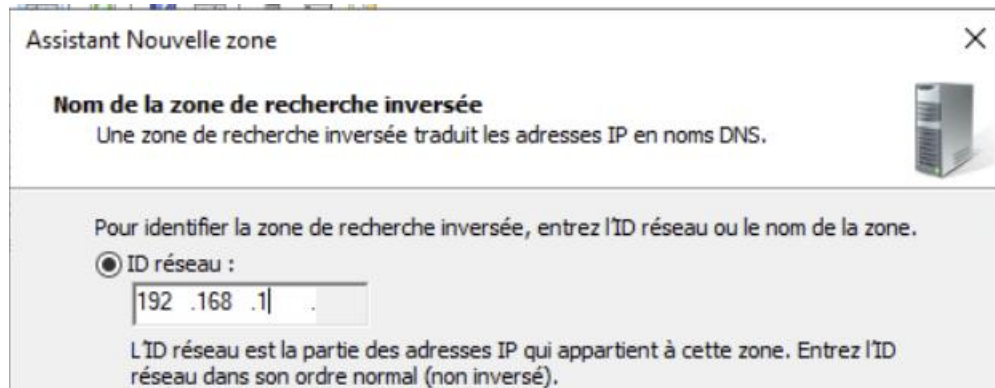 Assistant Nouvelle zone
Nom de la zone de recherche inversée
Une zone de recherche inversée traduit les adresses IP en noms DNS.
Pour identifier la zone de recherche inversée, entrez l'ID réseau ou le nom de la zone.
ID réseau :
192 .168 .1 .
L'ID réseau est la partie des adresses IP qui appartient à cette zone. Entrez l'ID
réseau dans son ordre normal (non inversé).